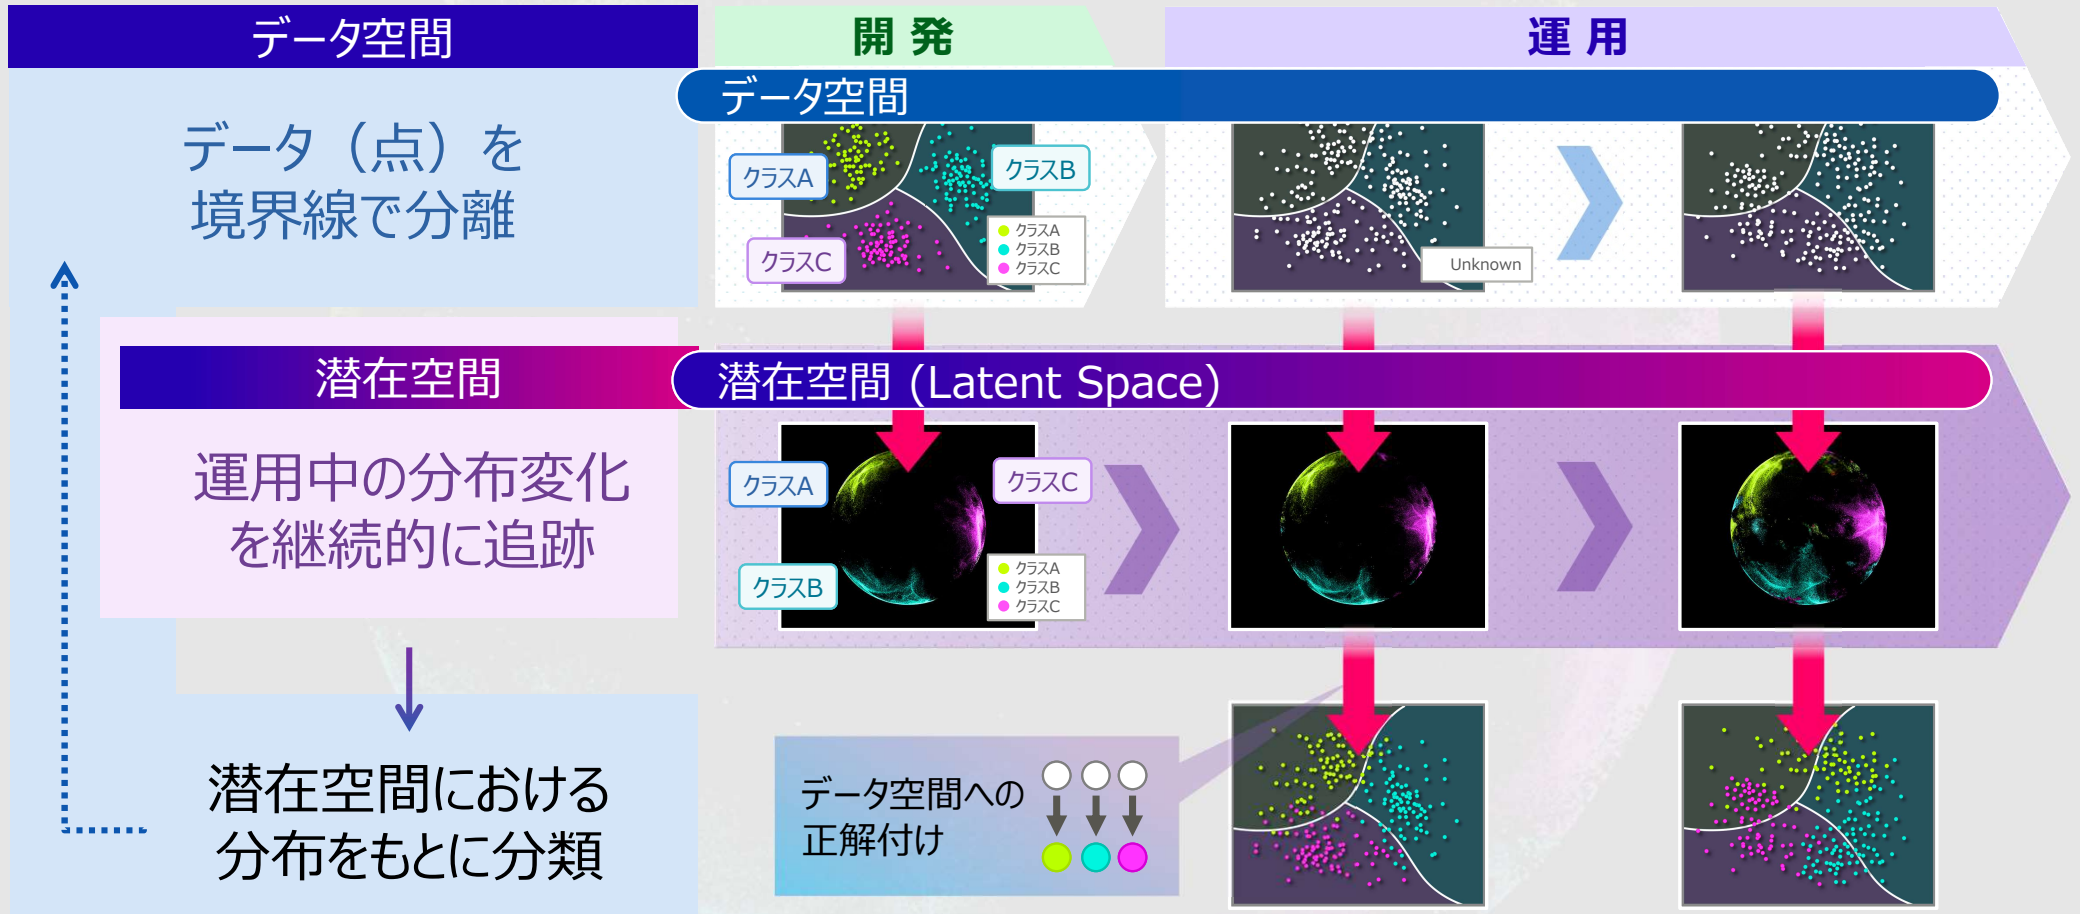 データ空間
開 発
運 用
データ空間
データ（点）を
境界線で分離
クラスA
クラスB
クラスC
クラスA
クラスB
クラスC
Unknown
潜在空間
潜在空間 (Latent Space)
運用中の分布変化
を継続的に追跡
クラスA
クラスC
クラスB
クラスA
クラスB
クラスC
潜在空間における
分布をもとに分類
データ空間への
正解付け